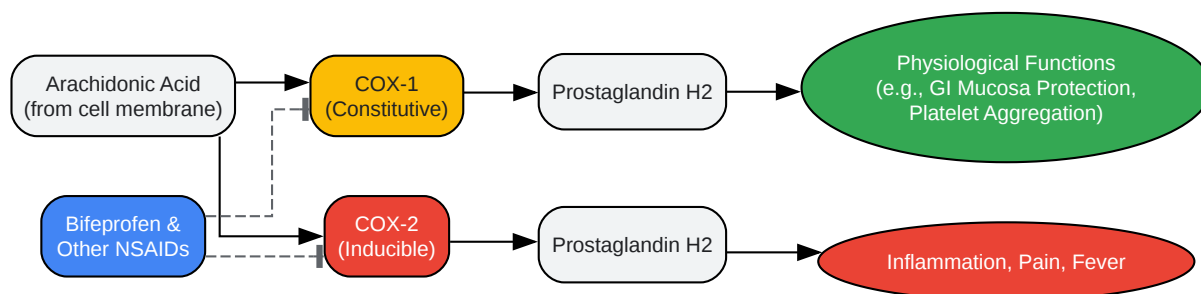 Arachidonic Acid
(from cell membrane)
COX-1
(Constitutive)
Prostaglandin H2
Physiological Functions
(e.g., GI Mucosa Protection,
Platelet Aggregation)
Bifeprofen &
Other NSAIDs
COX-2
(Inducible)
Prostaglandin H2
Inflammation, Pain, Fever